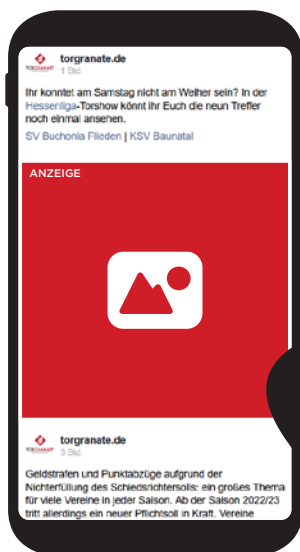 torgranate.de
1 Std.
Ihr konntet am Samstag nicht am Weiher sein? In der
Hessenliga-Torshow könnt ihr Euch die neun Treffer
noch einmal ansehen.
SV Buchonia Flieden | KSV Baunatal
ANZEIGE
torgranate.de
3 Std.
Geldstrafen und Punktabzüge aufgrund der
Nichterfüllung des Schiedsrichtersolls: ein großes Thema
für viele Vereine in jeder Saison. Ab der Saison 2022/23
tritt allerdings ein neuer Pflichtsoll in Kraft. Vereine